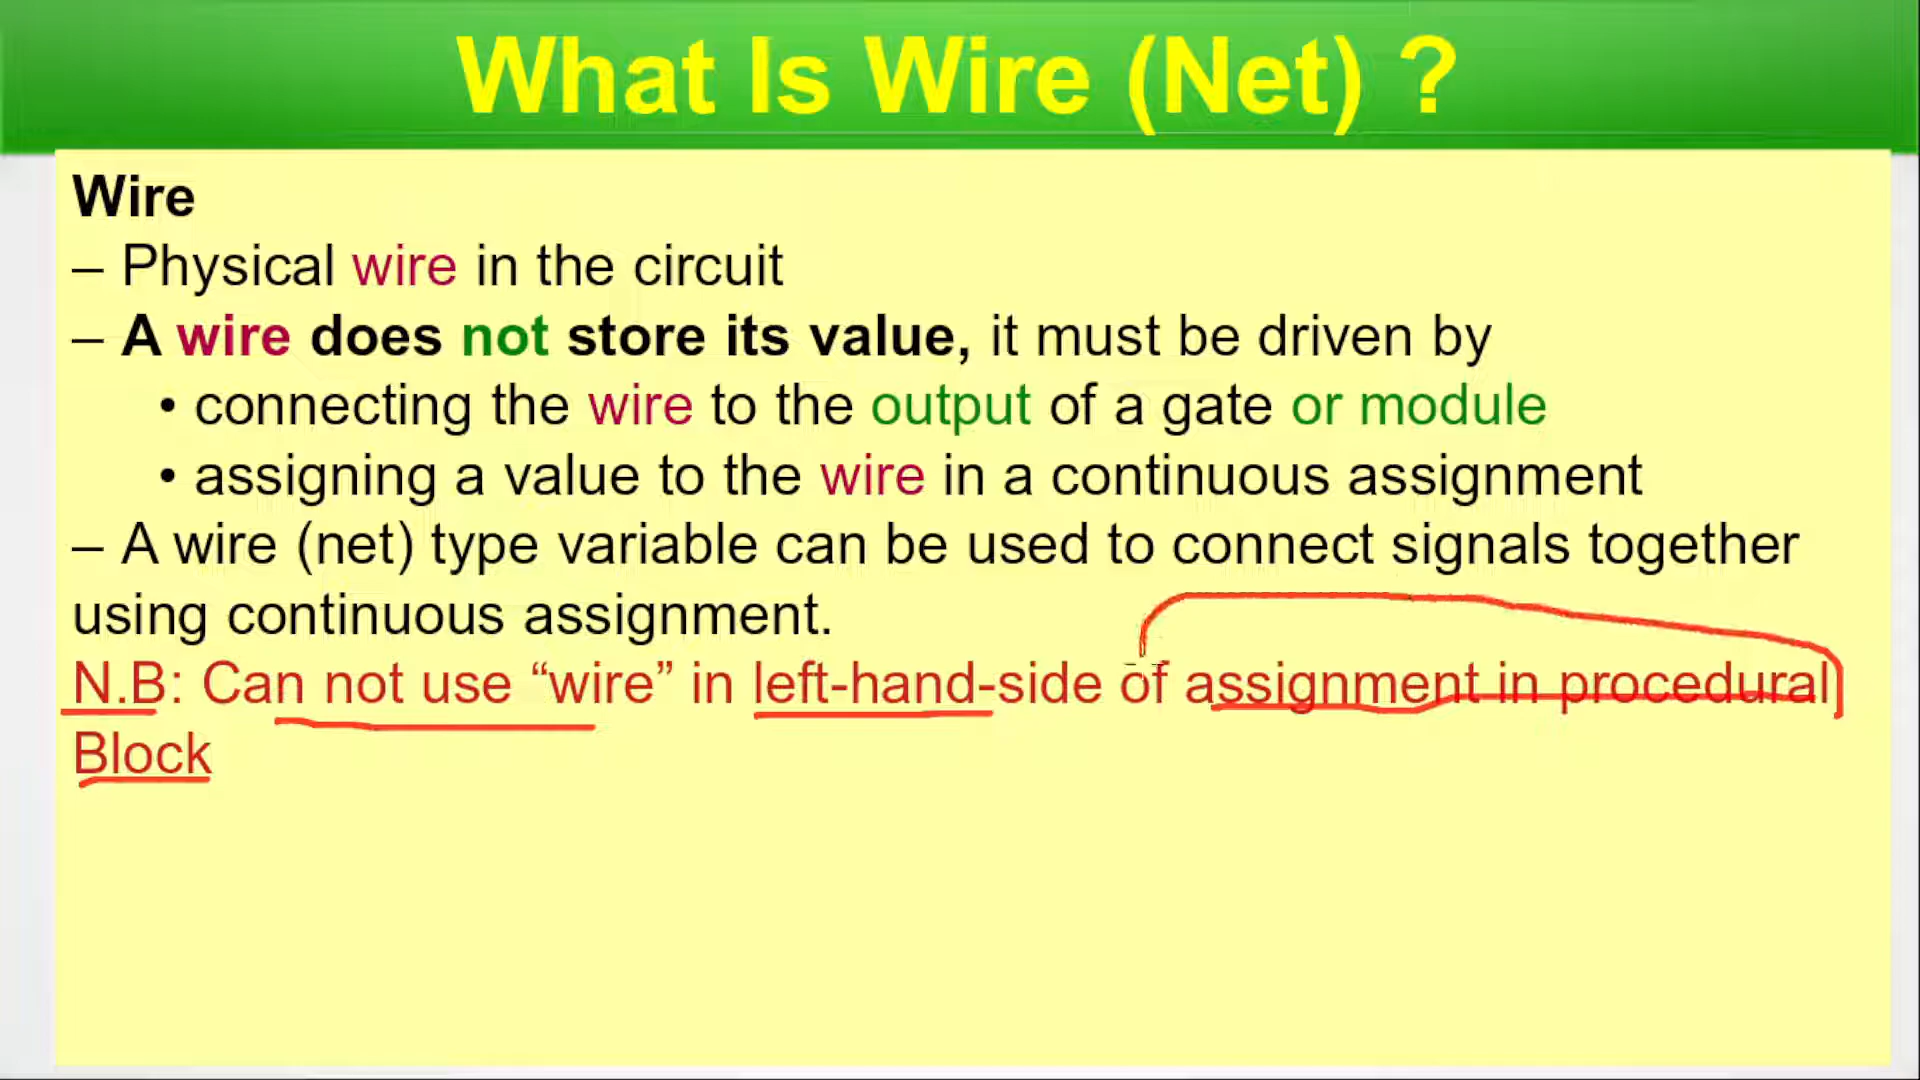 What Is Wire (Net) ?
Wire
– Physical wire in the circuit
– A wire does not store its value, it must be driven by
• connecting the wire to the output of a gate or module
• assigning a value to the wire in a continuous assignment
– A wire (net) type variable can be used to connect signals together
using continuous assignment.
N.B: Can not use “wire” in left-hand-side of assignment in procedural
Block